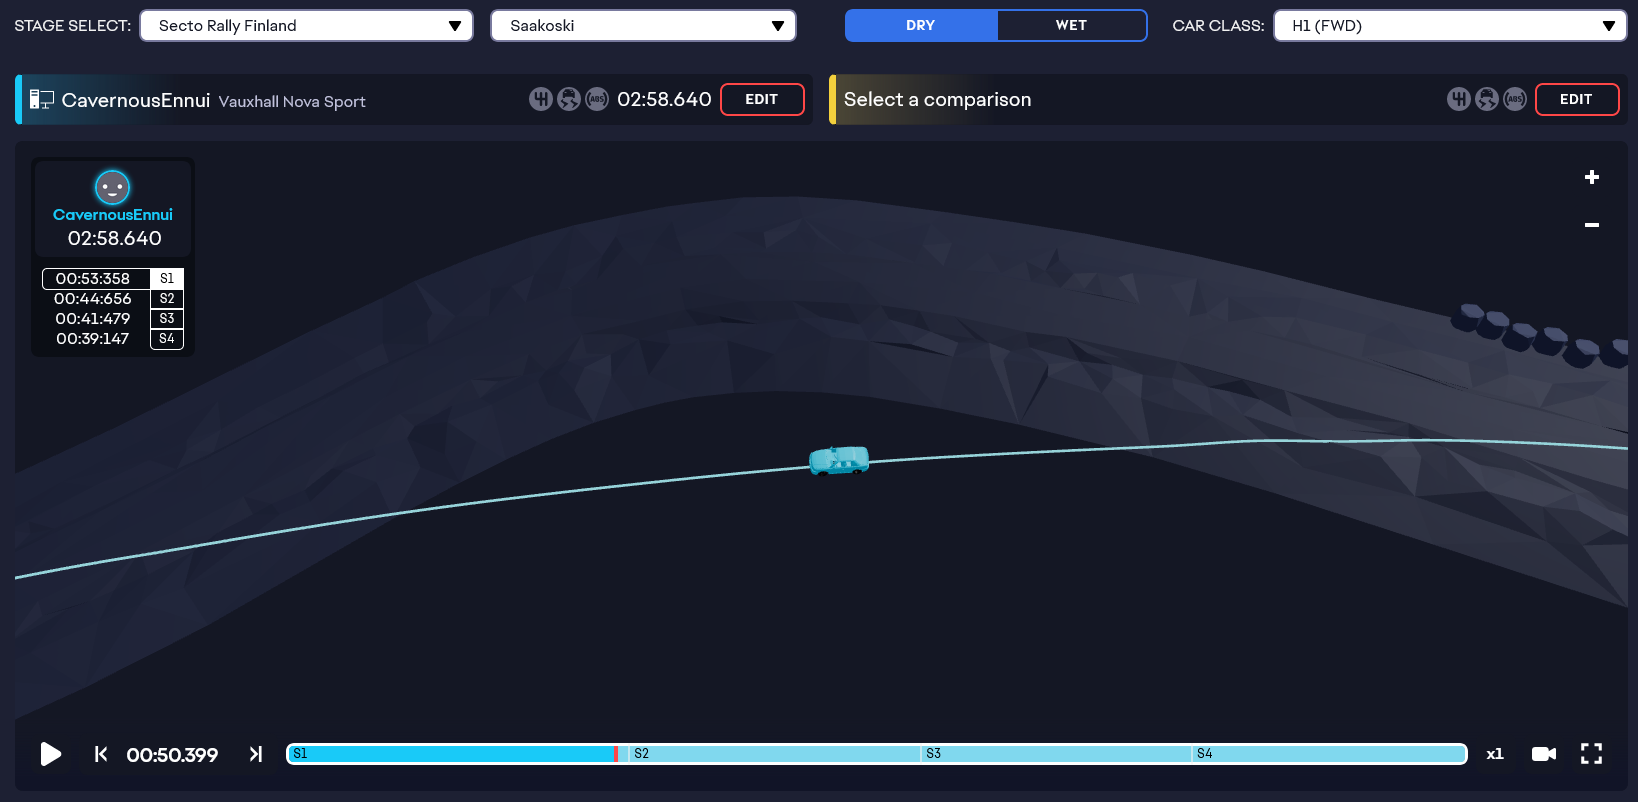 STAGE SELECT: Secto Rally Finland Saakoski DRY WET CAR CLASS: H1 (FWD)
CavernousEnnui Vauxhall Nova Sport ABS 02:58.640 EDIT
Select a comparison ABS EDIT
CavernousEnnui
02:58.640
00:53:358 S1
00:44:656 S2
00:41:479 S3
00:39:147 S4
00:50.399 S1 S2 S3 S4 x1